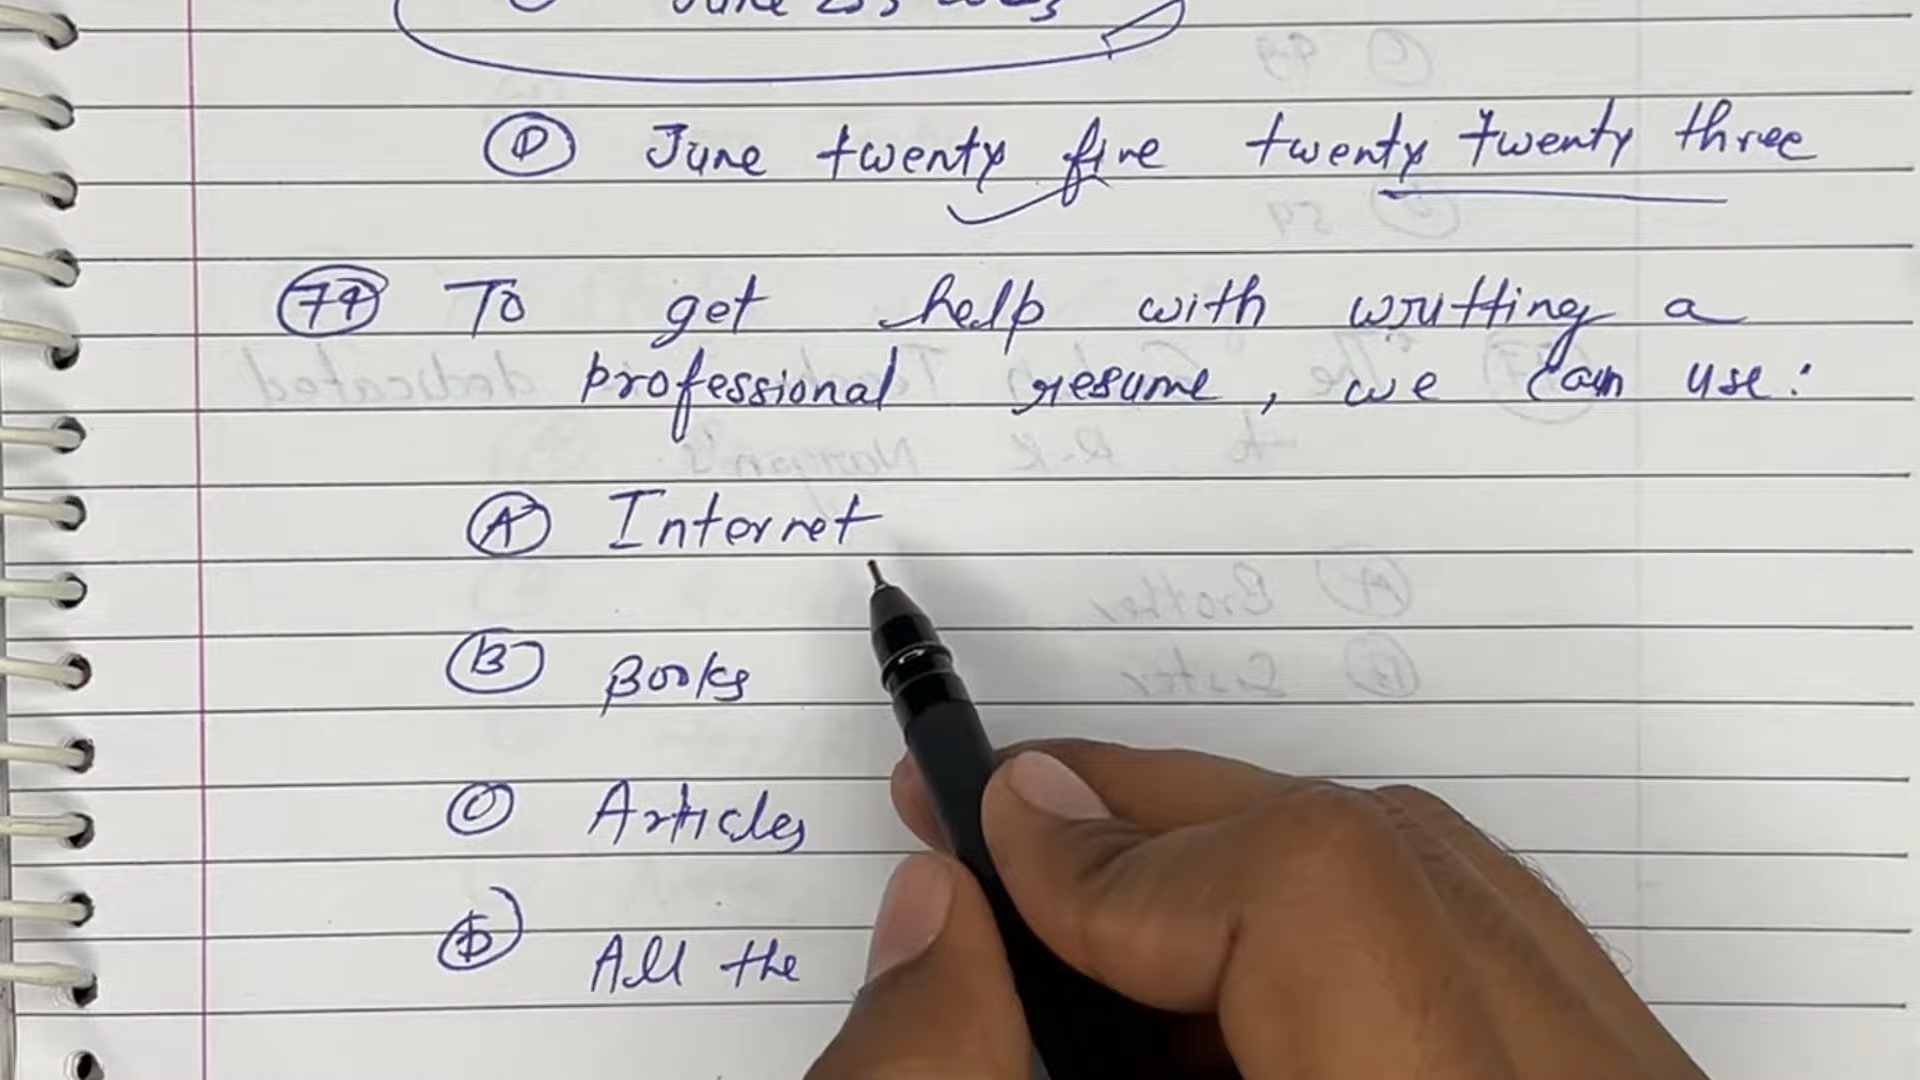 D June twenty five twenty twenty three
77 To get help with writting a
professional resume, we can use:
A Internet
B Books
C Articles
D All the